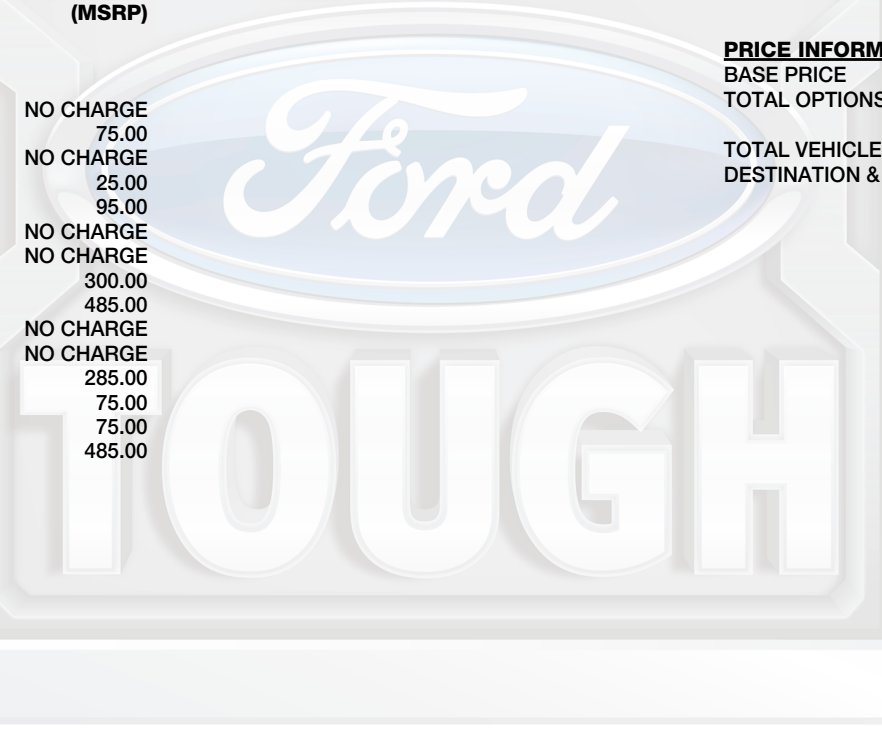 (MSRP)
NO CHARGE
75.00
NO CHARGE
25.00
95.00
NO CHARGE
NO CHARGE
300.00
485.00
NO CHARGE
NO CHARGE
285.00
75.00
75.00
485.00
PRICE INFORM
BASE PRICE
TOTAL OPTIONS
TOTAL VEHICLE
DESTINATION &
Ford
TOUGH